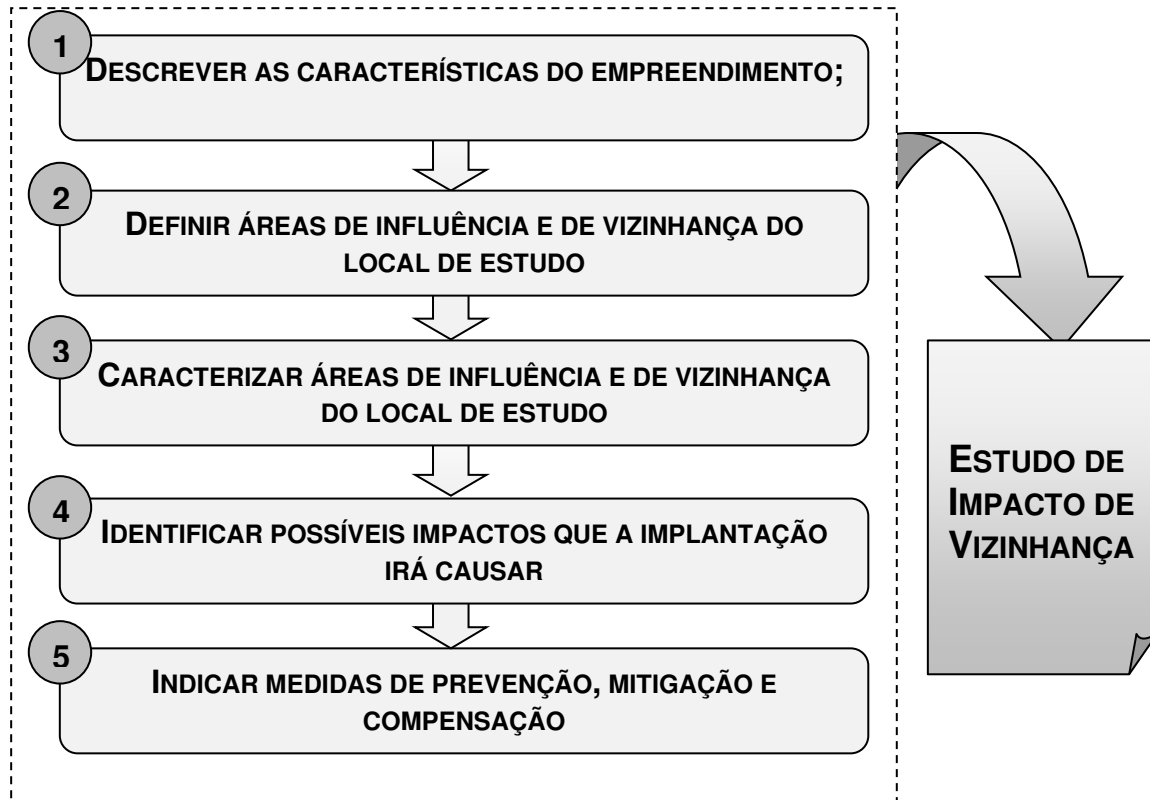 1
DESCREVER AS CARACTERÍSTICAS DO EMPREENDIMENTO;
2
DEFINIR ÁREAS DE INFLUÊNCIA E DE VIZINHANÇA DO
LOCAL DE ESTUDO
3
CARACTERIZAR ÁREAS DE INFLUÊNCIA E DE VIZINHANÇA
DO LOCAL DE ESTUDO
4
IDENTIFICAR POSSÍVEIS IMPACTOS QUE A IMPLANTAÇÃO
IRÁ CAUSAR
5
INDICAR MEDIDAS DE PREVENÇÃO, MITIGAÇÃO E
COMPENSAÇÃO
ESTUDO DE
IMPACTO DE
VIZINHANÇA